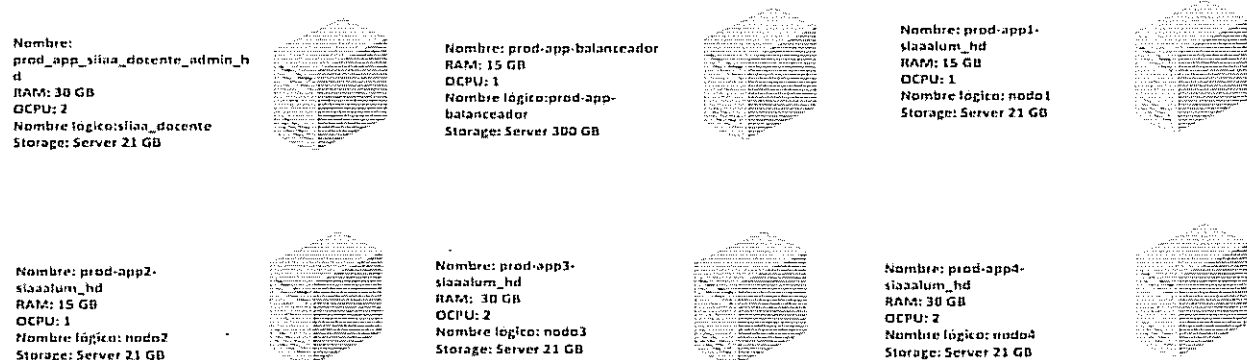 Nombre:
prod_app_siiaa_docente_admin_h
d
RAM: 30 GB
OCPU: 2
Nombre lógico:siiaa_docente
Storage: Server 21 GB
Nombre: prod-app-balanceador
RAM: 15 GB
OCPU: 1
Nombre lógico:prod-app-
balanceador
Storage: Server 300 GB
Nombre: prod-app1-
siaaalum_hd
RAM: 15 GB
OCPU: 1
Nombre lógico: nodo1
Storage: Server 21 GB
Nombre: prod-app2-
siaaalum_hd
RAM: 15 GB
OCPU: 1
Nombre lógico: nodo2
Storage: Server 21 GB
Nombre: prod-app3-
siaaalum_hd
RAM: 30 GB
OCPU: 2
Nombre lógico: nodo3
Storage: Server 21 GB
Nombre: prod-app4-
siaaalum_hd
RAM: 30 GB
OCPU: 2
Nombre lógico: nodo4
Storage: Server 21 GB